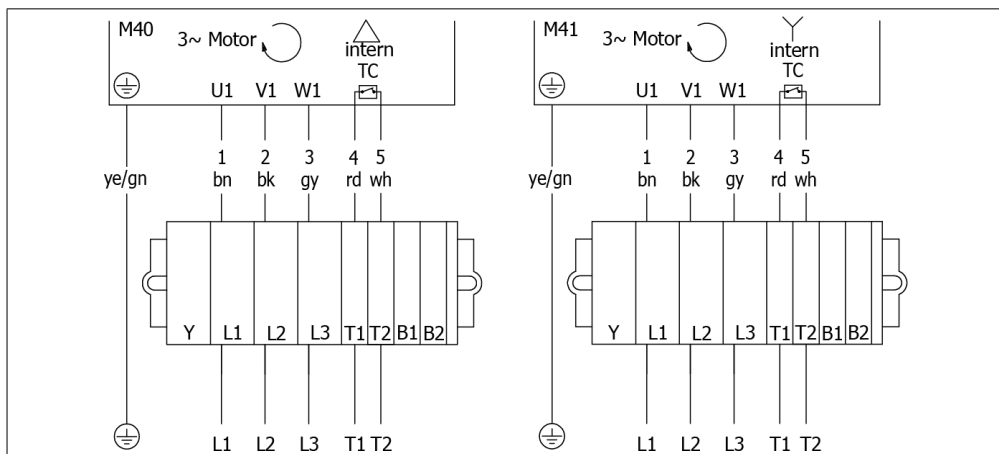 M40
3~ Motor
intern
TC
U1 V1 W1
1 2 3 4 5
ye/gn bn bk gy rd wh
Y L1 L2 L3 T1 T2 B1 B2
L1 L2 L3 T1 T2
M41
3~ Motor
intern
TC
U1 V1 W1
1 2 3 4 5
ye/gn bn bk gy rd wh
Y L1 L2 L3 T1 T2 B1 B2
L1 L2 L3 T1 T2